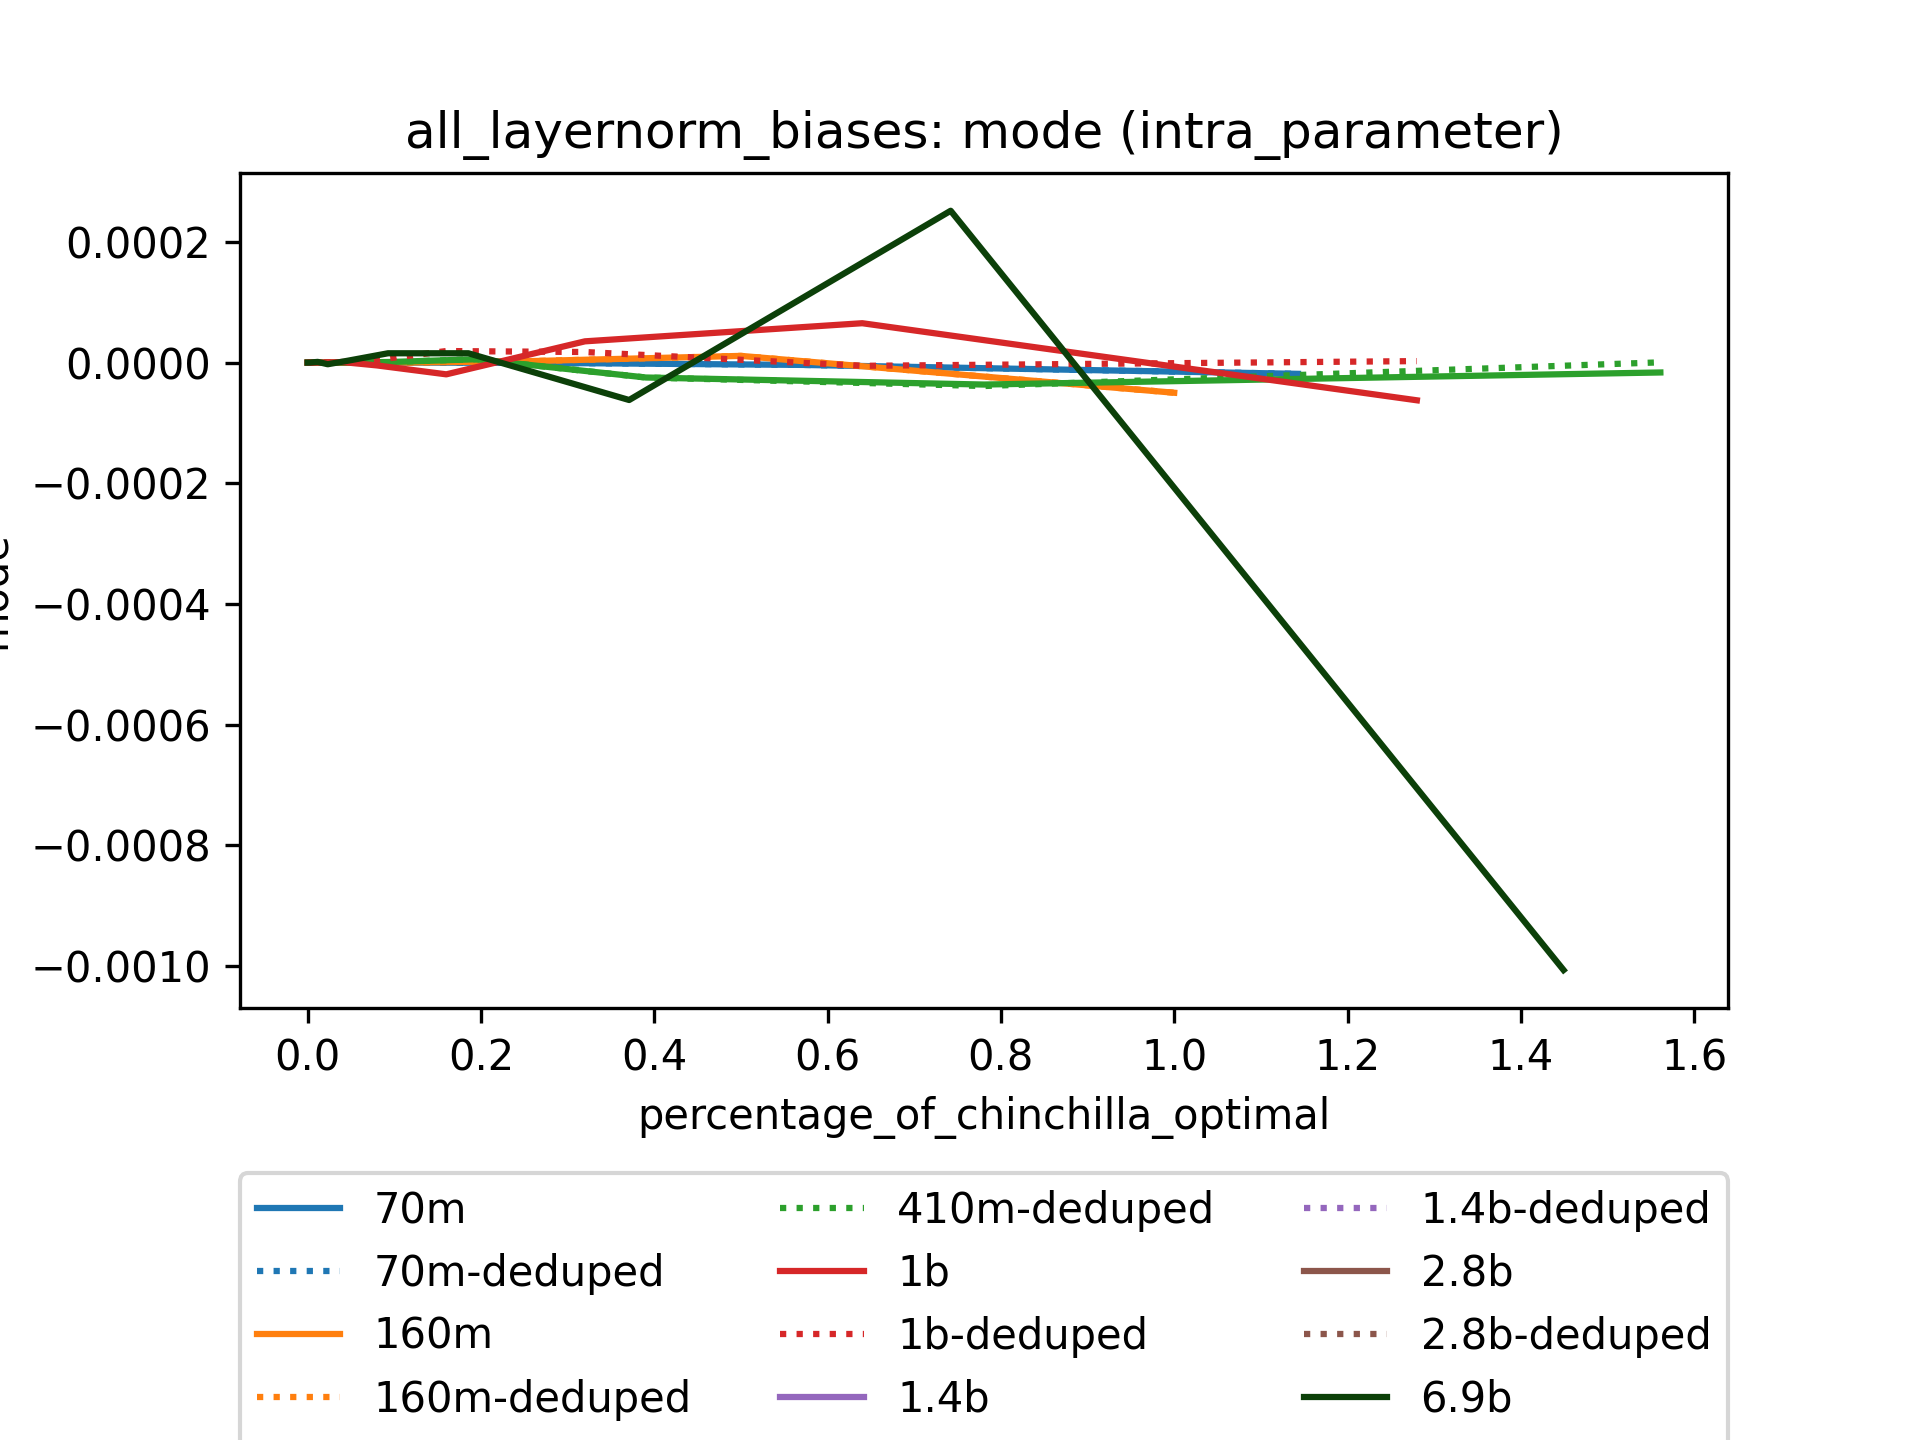 all_layernorm_biases: mode (intra_parameter)
0.0002
0.0000
−0.0002
−0.0004
−0.0006
−0.0008
−0.0010
0.0 0.2 0.4 0.6 0.8 1.0 1.2 1.4 1.6
percentage_of_chinchilla_optimal
70m
70m-deduped
160m
160m-deduped
410m-deduped
1b
1b-deduped
1.4b
1.4b-deduped
2.8b
2.8b-deduped
6.9b